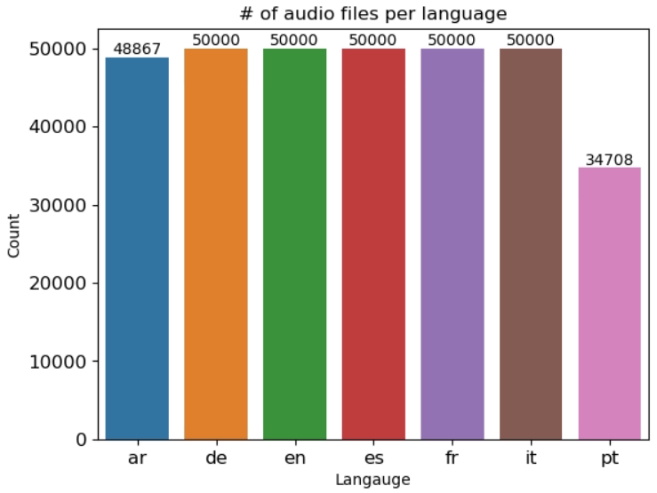 # of audio files per language
50000 50000 50000 50000 50000
48867
34708
50000
40000
30000
20000
10000
0
Count
ar de en es fr it pt
Langauge